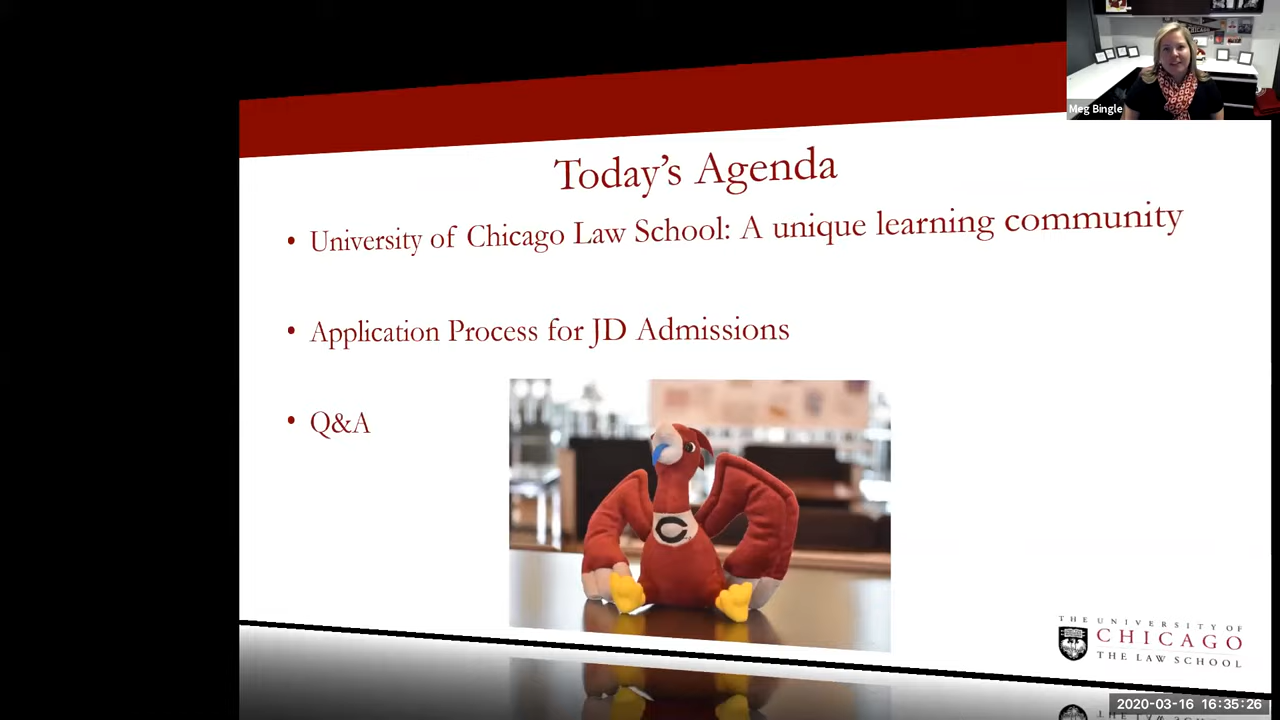 Meg Bingle
Today's Agenda
• University of Chicago Law School: A unique learning community
• Application Process for JD Admissions
• Q&A
C
THE UNIVERSITY OF
CHICAGO
THE LAW SCHOOL
2020-03-16 16:35:26